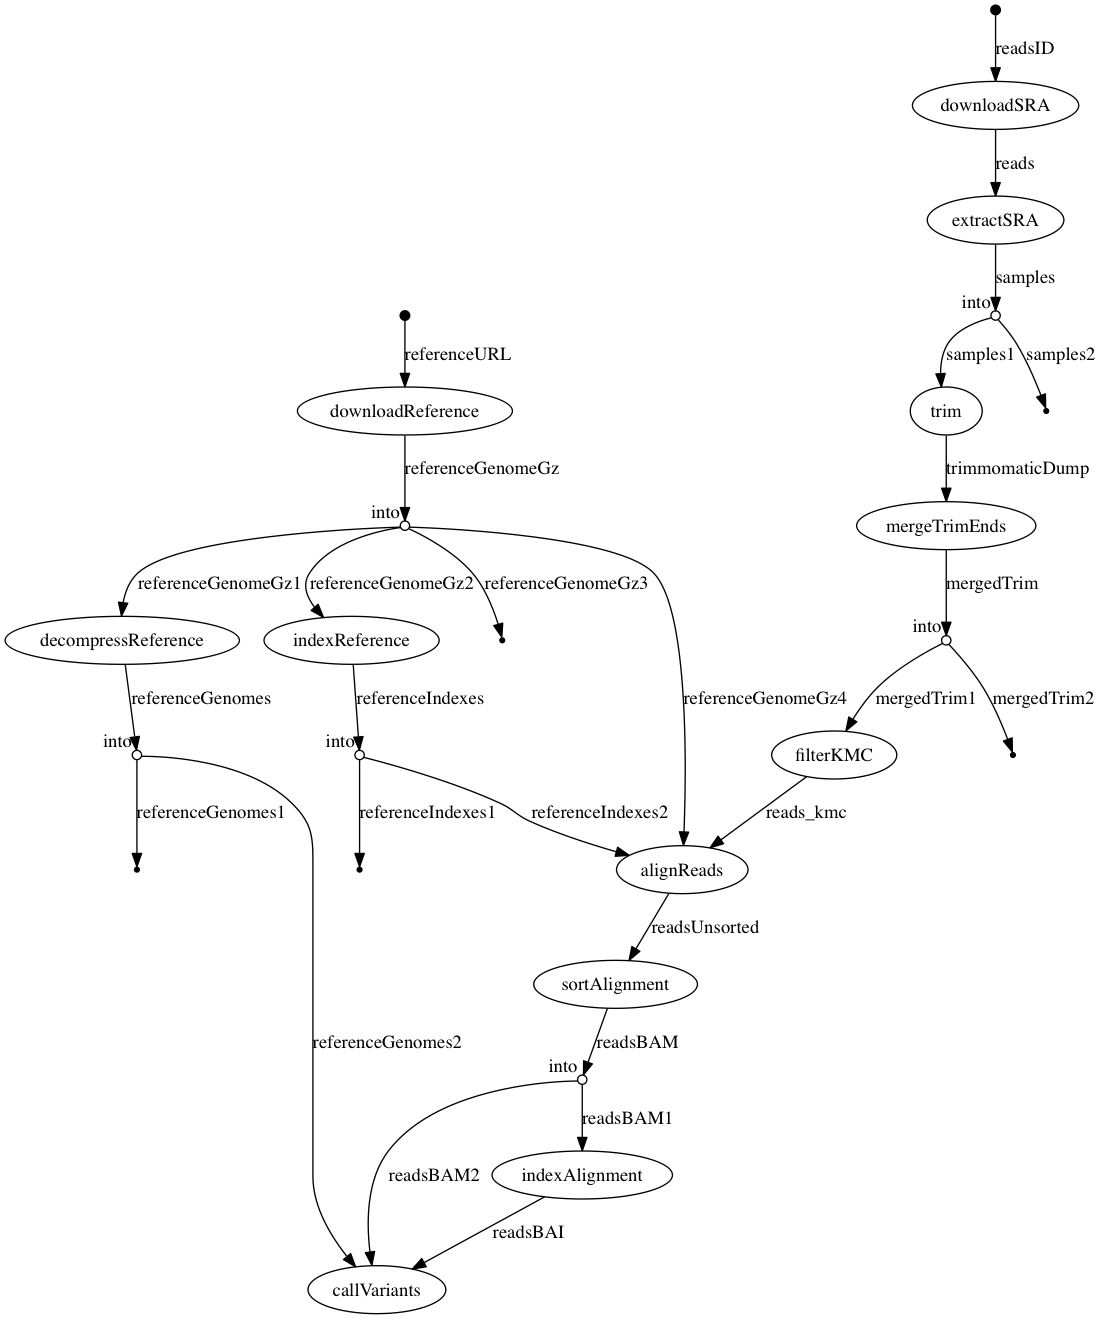 readsID
downloadSRA
reads
extractSRA
samples
into
samples1
samples2
referenceURL
downloadReference
trim
referenceGenomeGz
trimmomaticDump
into
mergeTrimEnds
referenceGenomeGz1
referenceGenomeGz2
referenceGenomeGz3
mergedTrim
into
decompressReference
indexReference
referenceGenomes
referenceIndexes
referenceGenomeGz4
mergedTrim1
mergedTrim2
into
into
filterKMC
referenceGenomes1
referenceIndexes1
referenceIndexes2
reads_kmc
alignReads
readsUnsorted
sortAlignment
referenceGenomes2
readsBAM
into
readsBAM1
readsBAM2
indexAlignment
readsBAI
callVariants